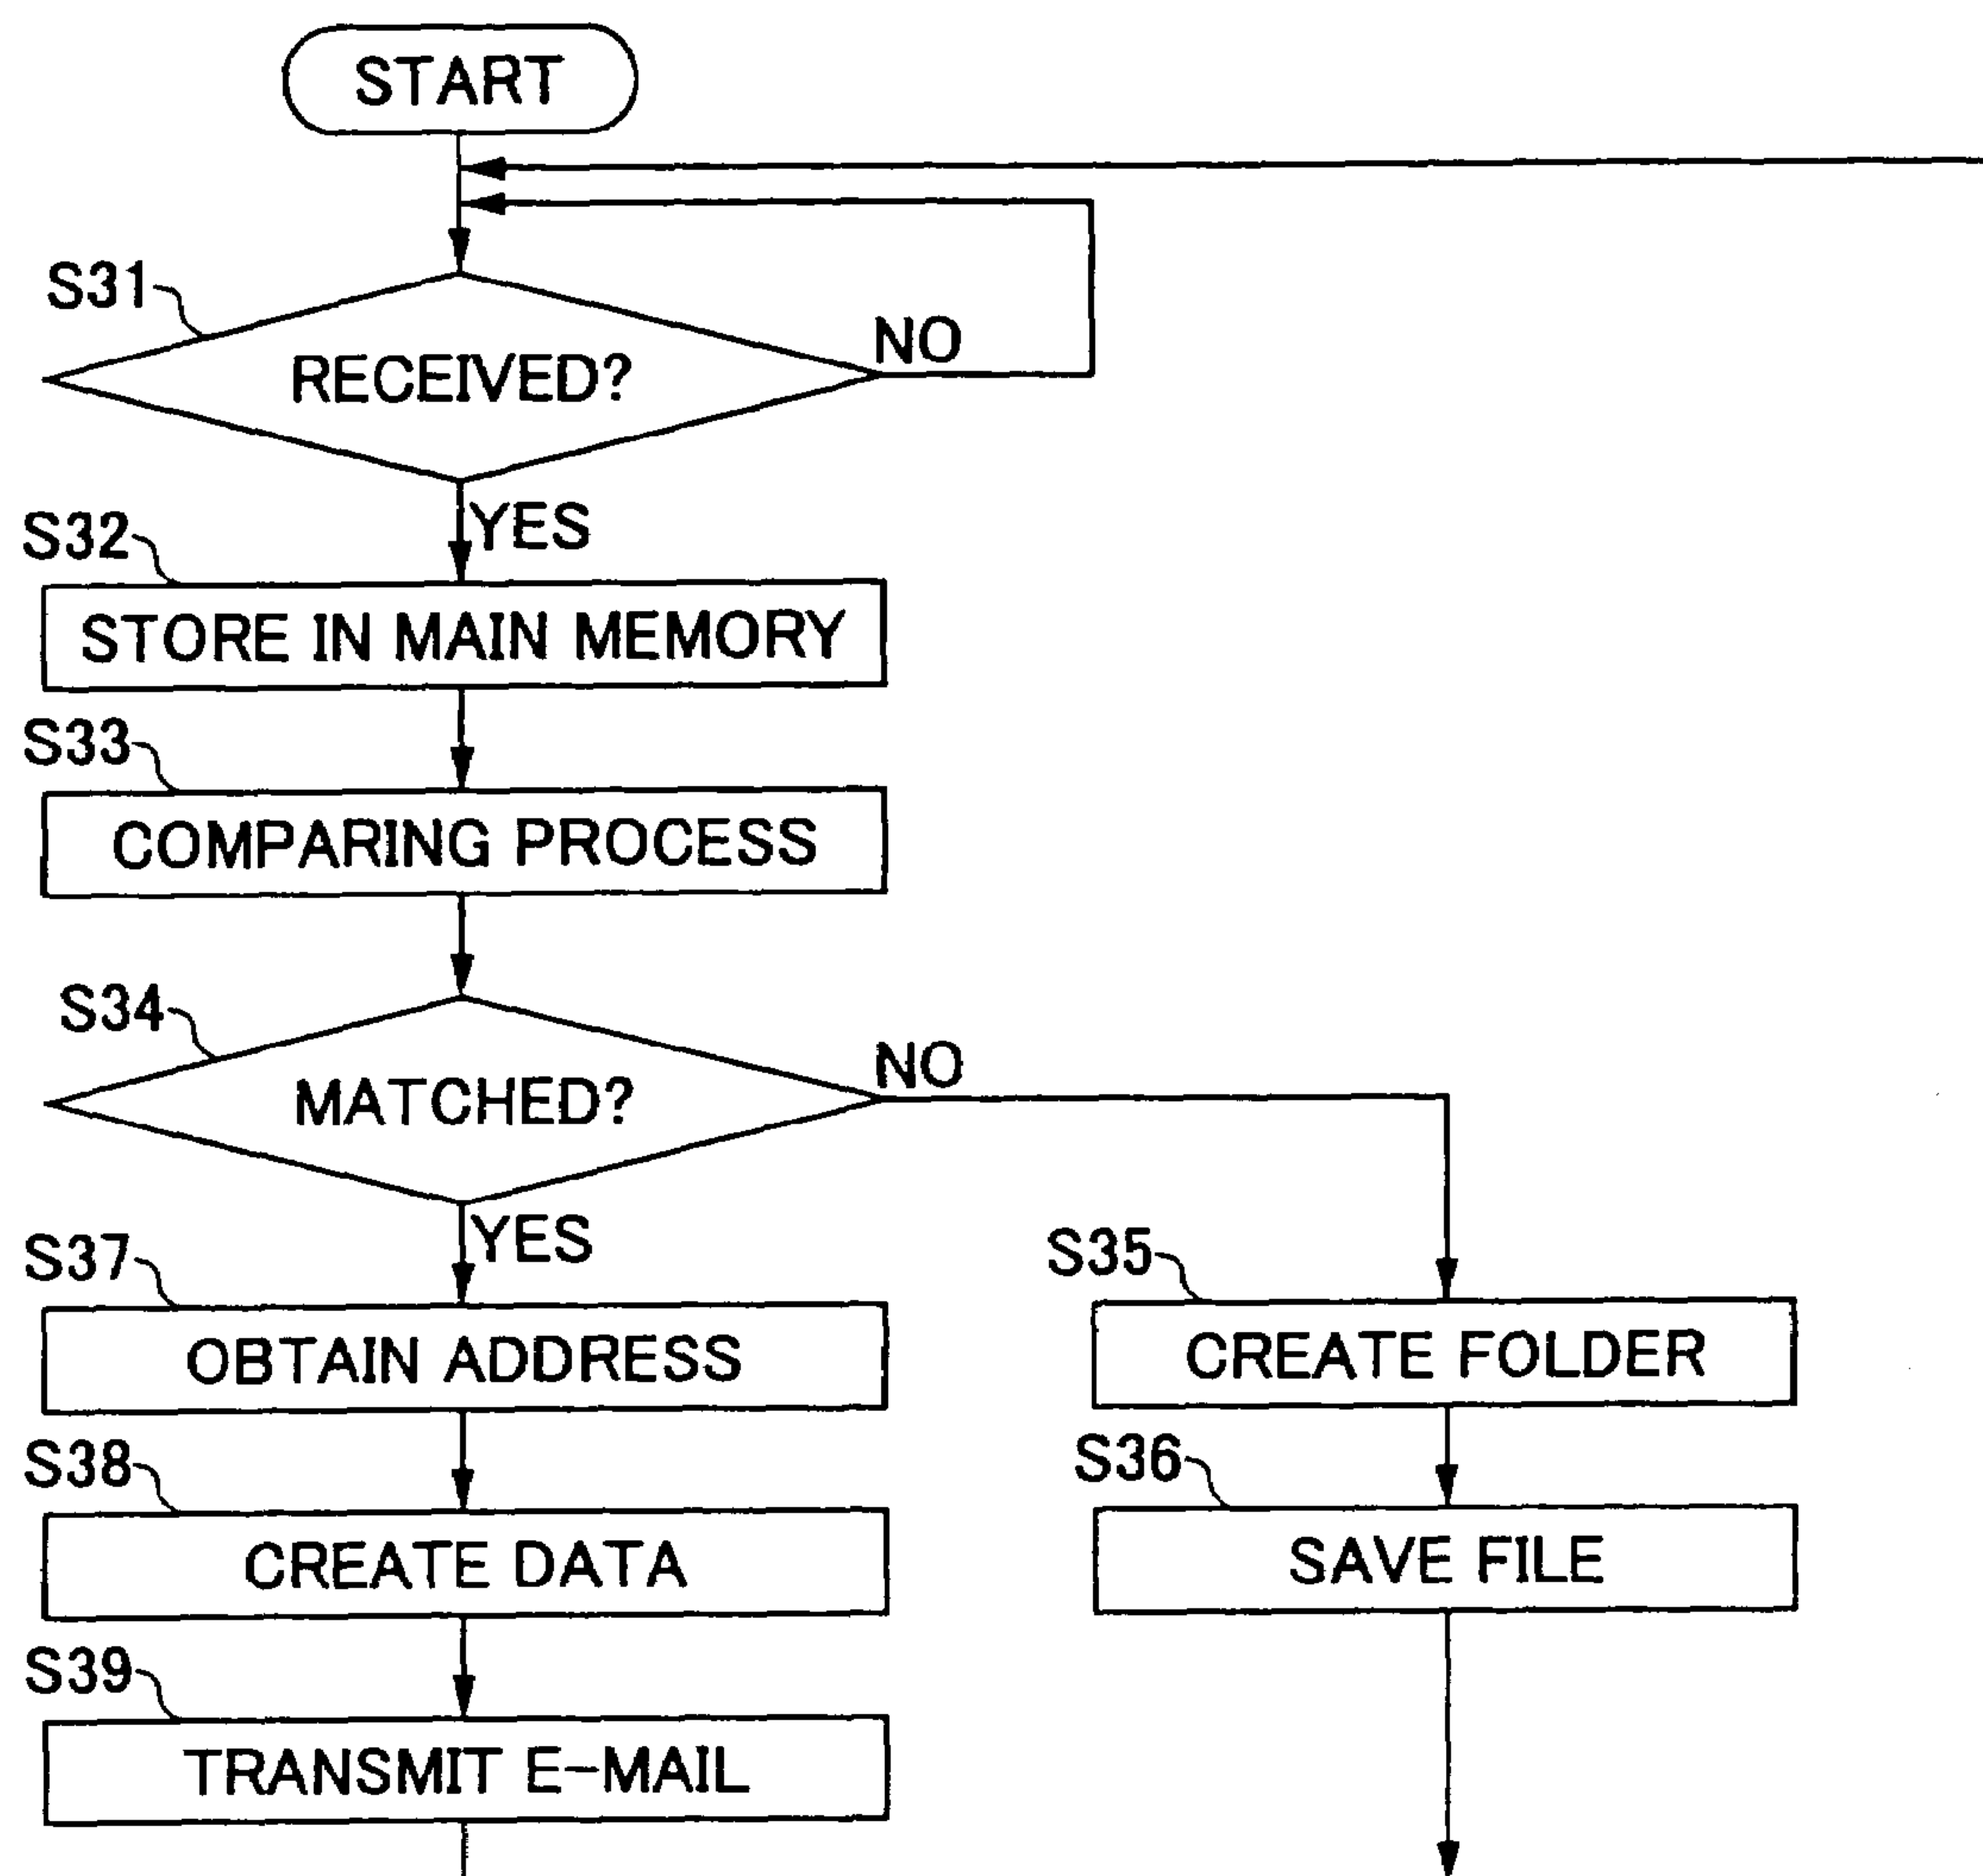 START
S31
RECEIVED?
NO
YES
S32
STORE IN MAIN MEMORY
S33
COMPARING PROCESS
S34
MATCHED?
NO
YES
S37
OBTAIN ADDRESS
S35
CREATE FOLDER
S38
CREATE DATA
S36
SAVE FILE
S39
TRANSMIT E-MAIL